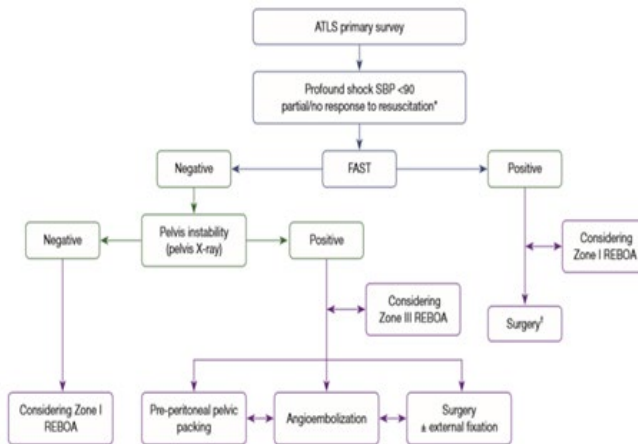 ATLS primary survey
Profound shock SBP <90
partial/no response to resuscitation*
Negative
FAST
Positive
Negative
Pelvis instability
(pelvis X-ray)
Positive
Considering
Zone I REBOA
Considering
Zone III REBOA
Surgery‡
Considering Zone I
REBOA
Pre-peritoneal pelvic
packing
Angioembolization
Surgery
± external fixation